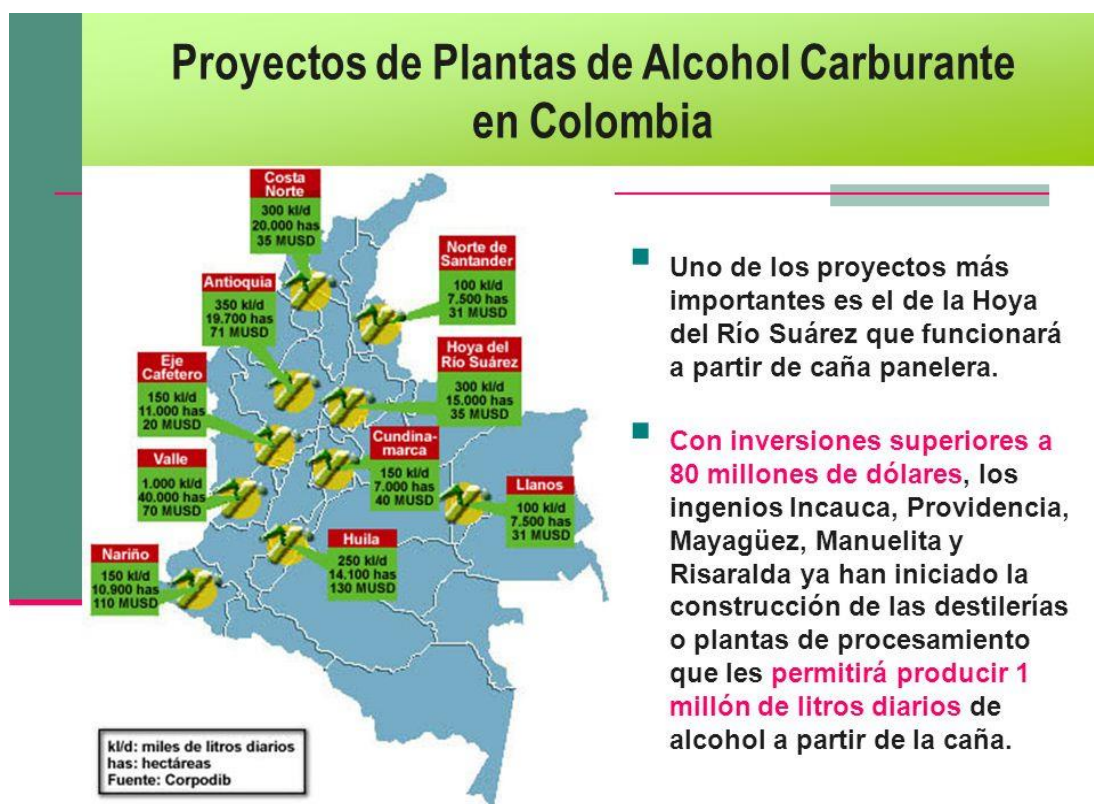 Proyectos de Plantas de Alcohol Carburante
en Colombia
Costa
Norte
300 kl/d
20.000 has
35 MUSD
Norte de
Santander
100 kl/d
7.500 has
31 MUSD
Antioquia
350 kl/d
19.700 has
71 MUSD
Hoya del
Río Suárez
300 kl/d
15.000 has
35 MUSD
Eje
Cafetero
150 kl/d
11.000 has
20 MUSD
Cundina-
marca
150 kl/d
7.000 has
40 MUSD
Valle
1.000 kl/d
40.000 has
70 MUSD
Llanos
100 kl/d
7.500 has
31 MUSD
Huila
250 kl/d
14.100 has
130 MUSD
Nariño
150 kl/d
10.900 has
110 MUSD
kl/d: miles de litros diarios
has: hectáreas
Fuente: Corpodib
Uno de los proyectos más
importantes es el de la Hoya
del Río Suárez que funcionará
a partir de caña panelera.
Con inversiones superiores a
80 millones de dólares, los
ingenios Incauca, Providencia,
Mayagüez, Manuelita y
Risaralda ya han iniciado la
construcción de las destilerías
o plantas de procesamiento
que les permitirá producir 1
millón de litros diarios de
alcohol a partir de la caña.